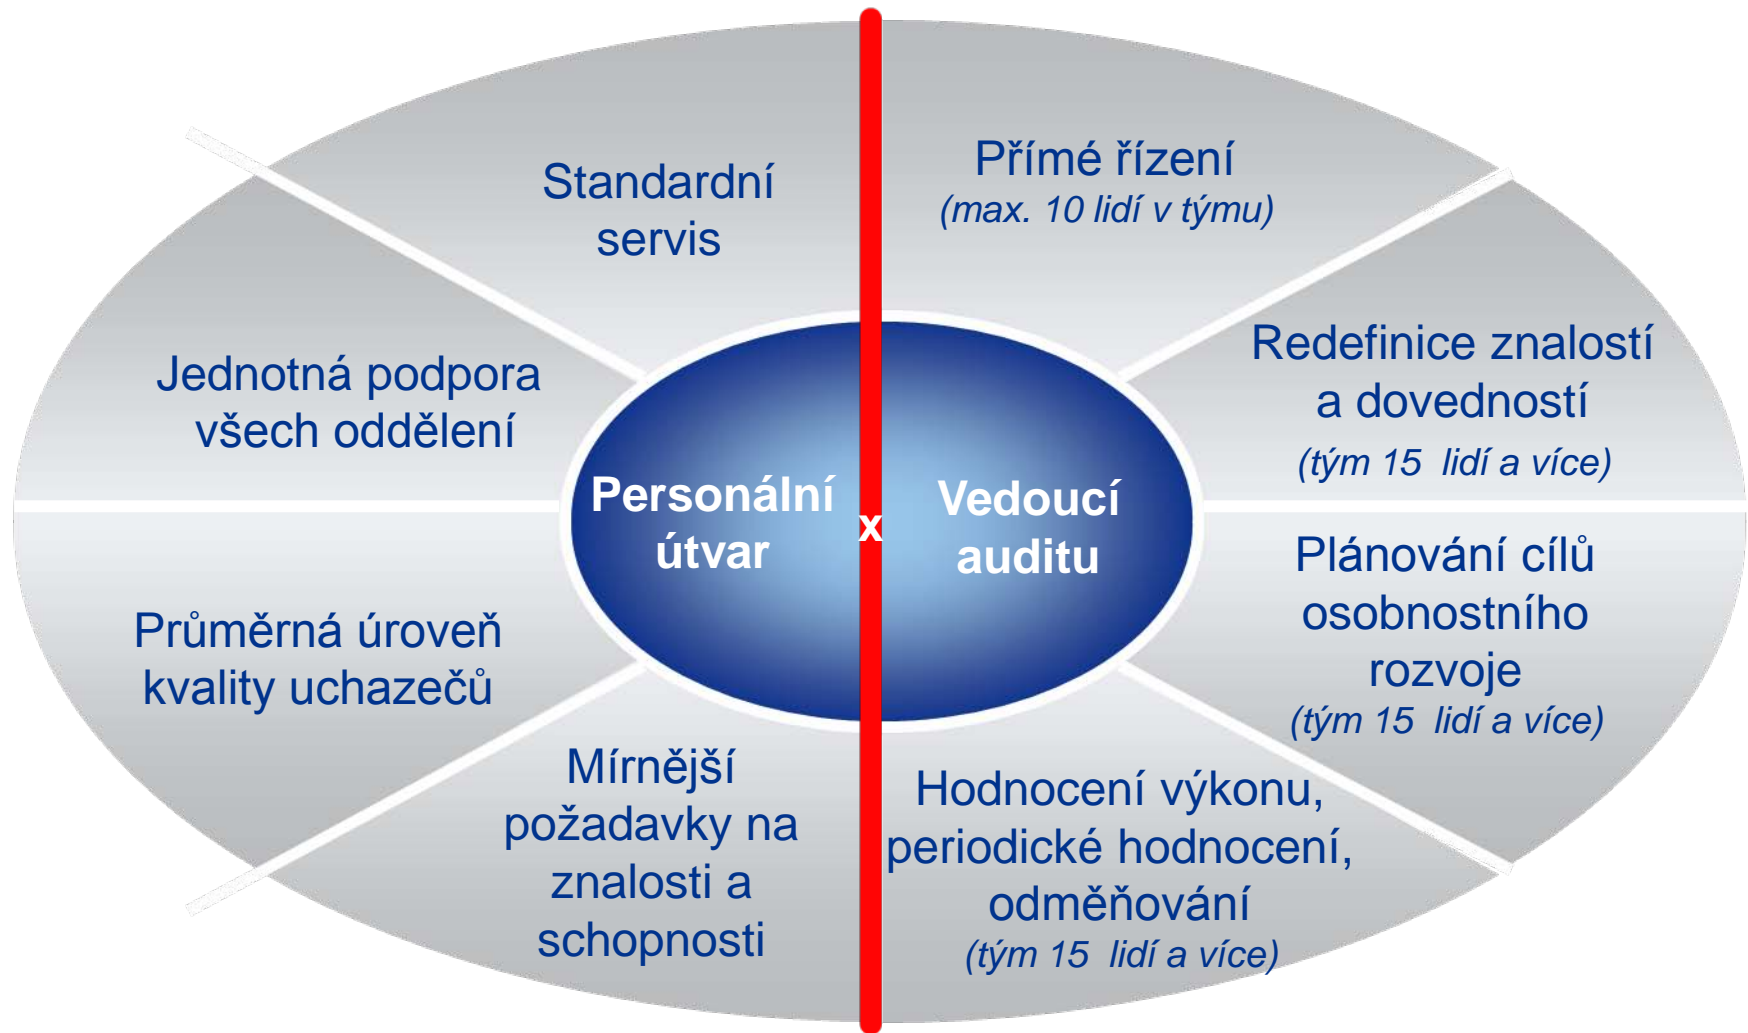 Standardní
servis
Jednotná podpora
všech oddělení
Průměrná úroveň
kvality uchazečů
Mírnější
požadavky na
znalosti a
schopnosti
Personální
útvar
x
Vedoucí
auditu
Přímé řízení
(max. 10 lidí v týmu)
Redefinice znalostí
a dovedností
(tým 15 lidí a více)
Plánování cílů
osobnostního
rozvoje
(tým 15 lidí a více)
Hodnocení výkonu,
periodické hodnocení,
odměňování
(tým 15 lidí a více)